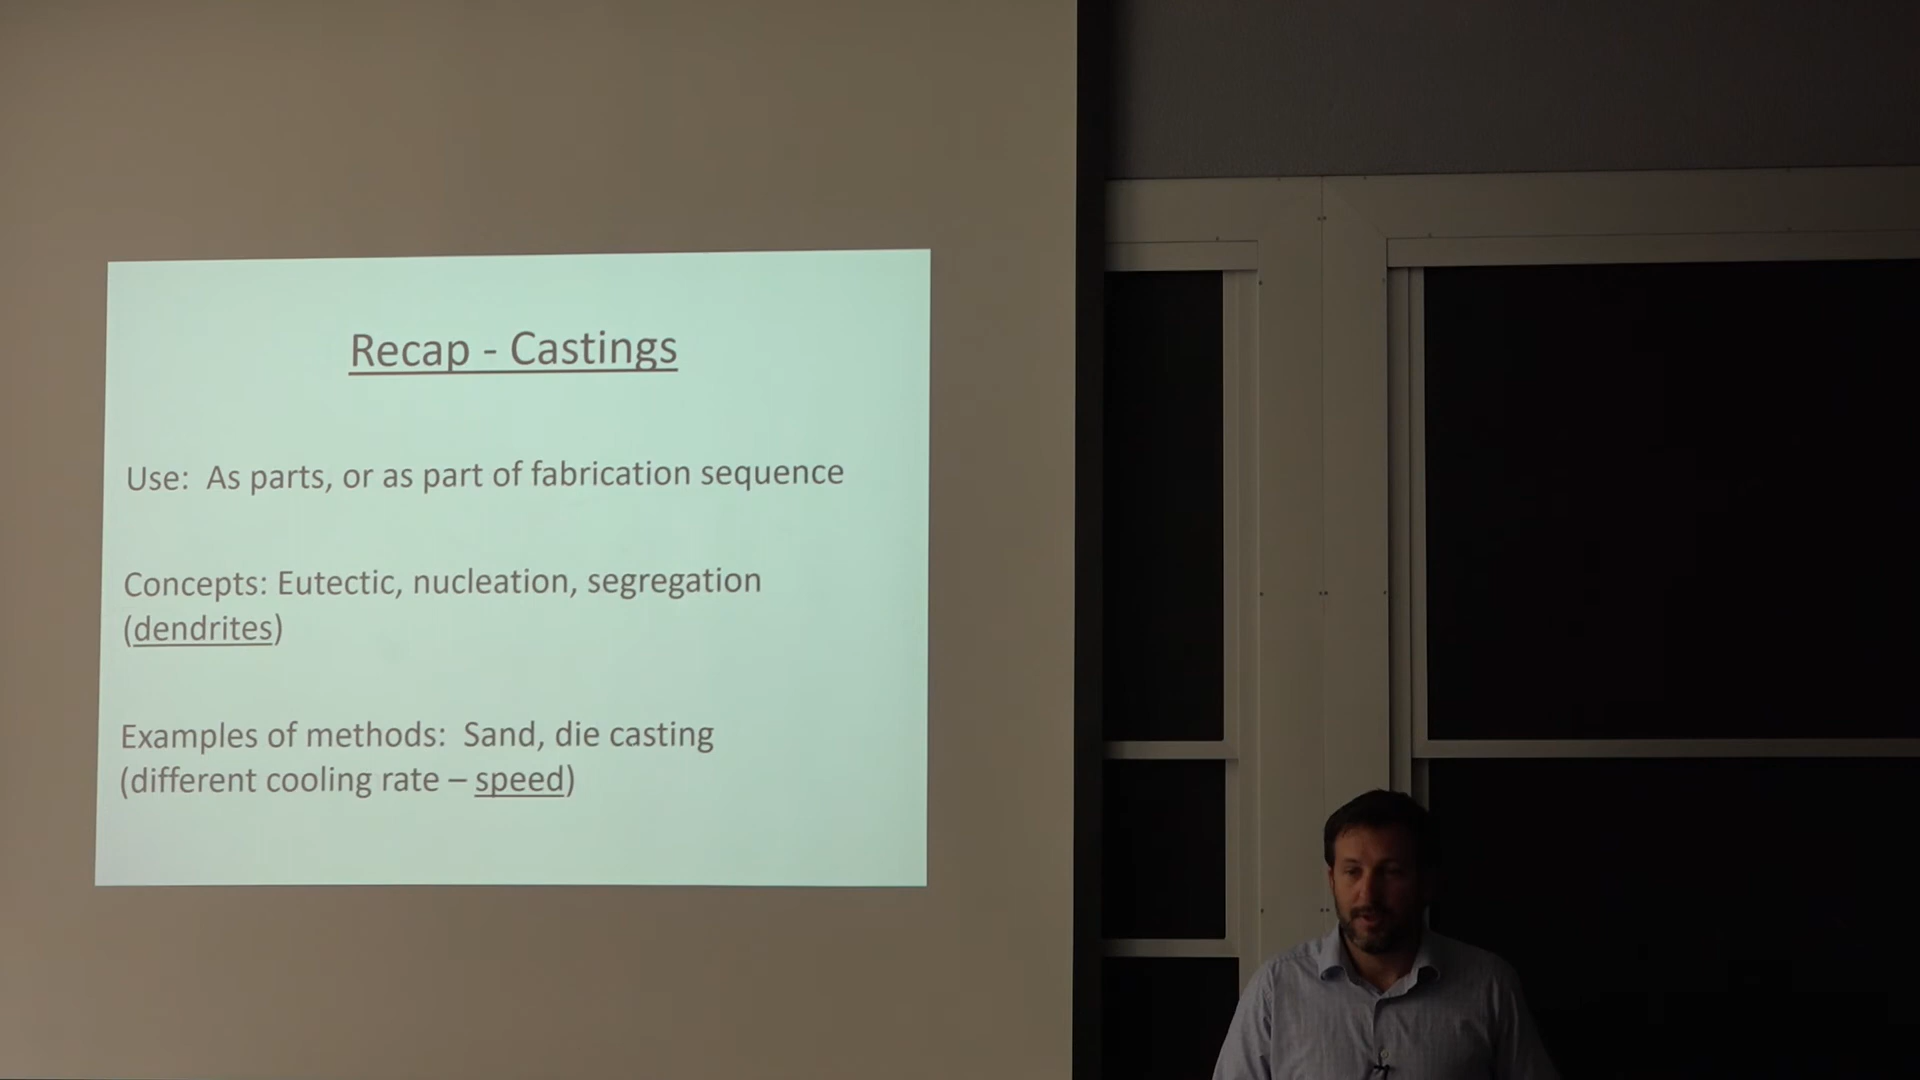 Recap - Castings
Use: As parts, or as part of fabrication sequence
Concepts: Eutectic, nucleation, segregation
(dendrites)
Examples of methods: Sand, die casting
(different cooling rate – speed)